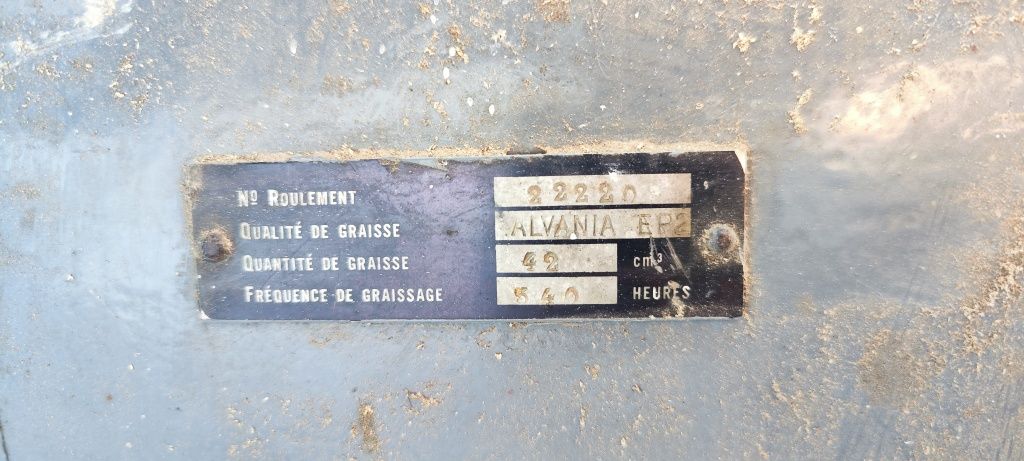 Nº ROULEMENT 22220
QUALITÉ DE GRAISSE ALVANIA EP2
QUANTITÉ DE GRAISSE 42 cm³
FRÉQUENCE DE GRAISSAGE 540 HEURES